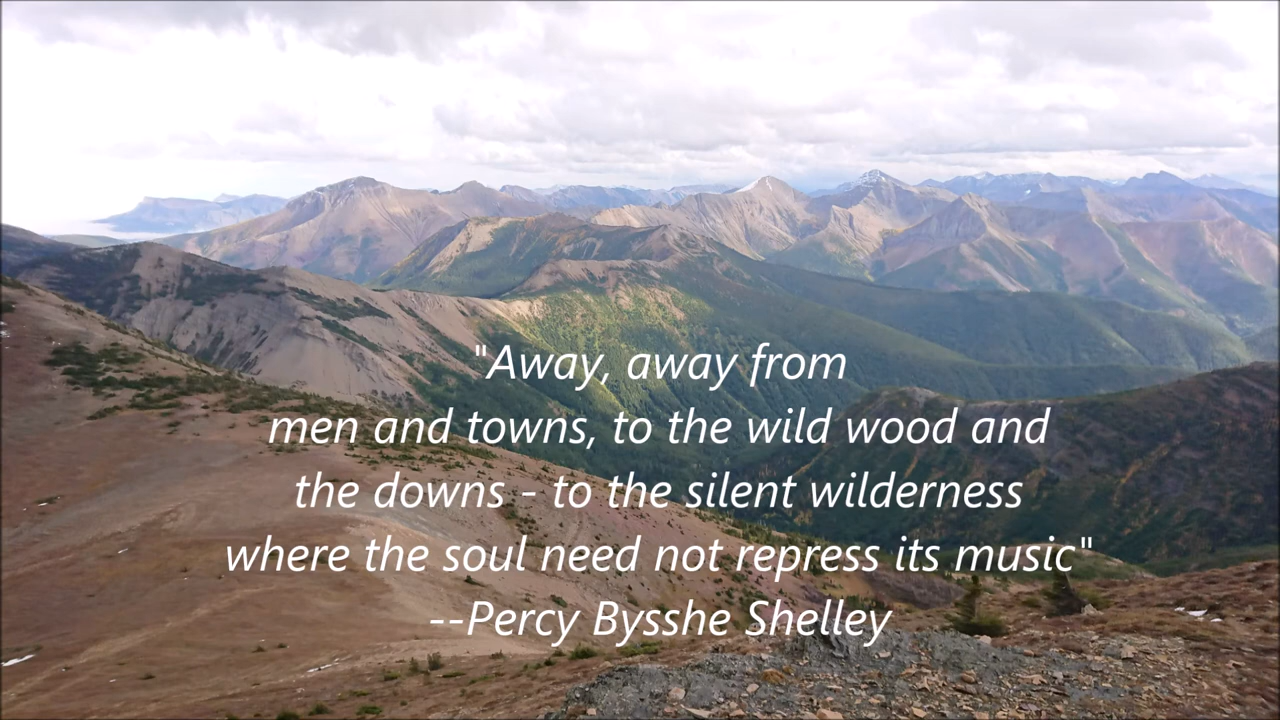 "Away, away from
men and towns, to the wild wood and
the downs - to the silent wilderness
where the soul need not repress its music"
--Percy Bysshe Shelley